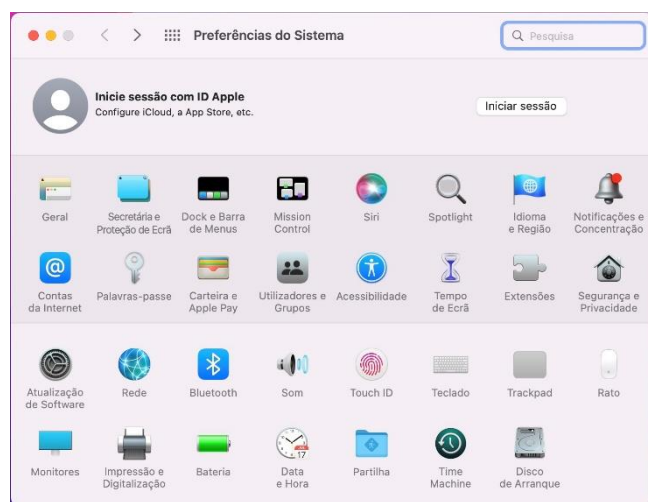 Preferências do Sistema
Pesquisa
Inicie sessão com ID Apple
Configure iCloud, a App Store, etc.
Iniciar sessão
Geral
Secretária e
Proteção de Ecrã
Dock e Barra
de Menus
Mission
Control
Siri
Spotlight
Idioma
e Região
Notificações e
Concentração
Contas
da Internet
Palavras-passe
Carteira e
Apple Pay
Utilizadores e
Grupos
Acessibilidade
Tempo
de Ecrã
Extensões
Segurança e
Privacidade
Atualização
de Software
Rede
Bluetooth
Som
Touch ID
Teclado
Trackpad
Rato
Monitores
Impressão e
Digitalização
Bateria
17
Data
e Hora
Partilha
Time
Machine
Disco
de Arranque